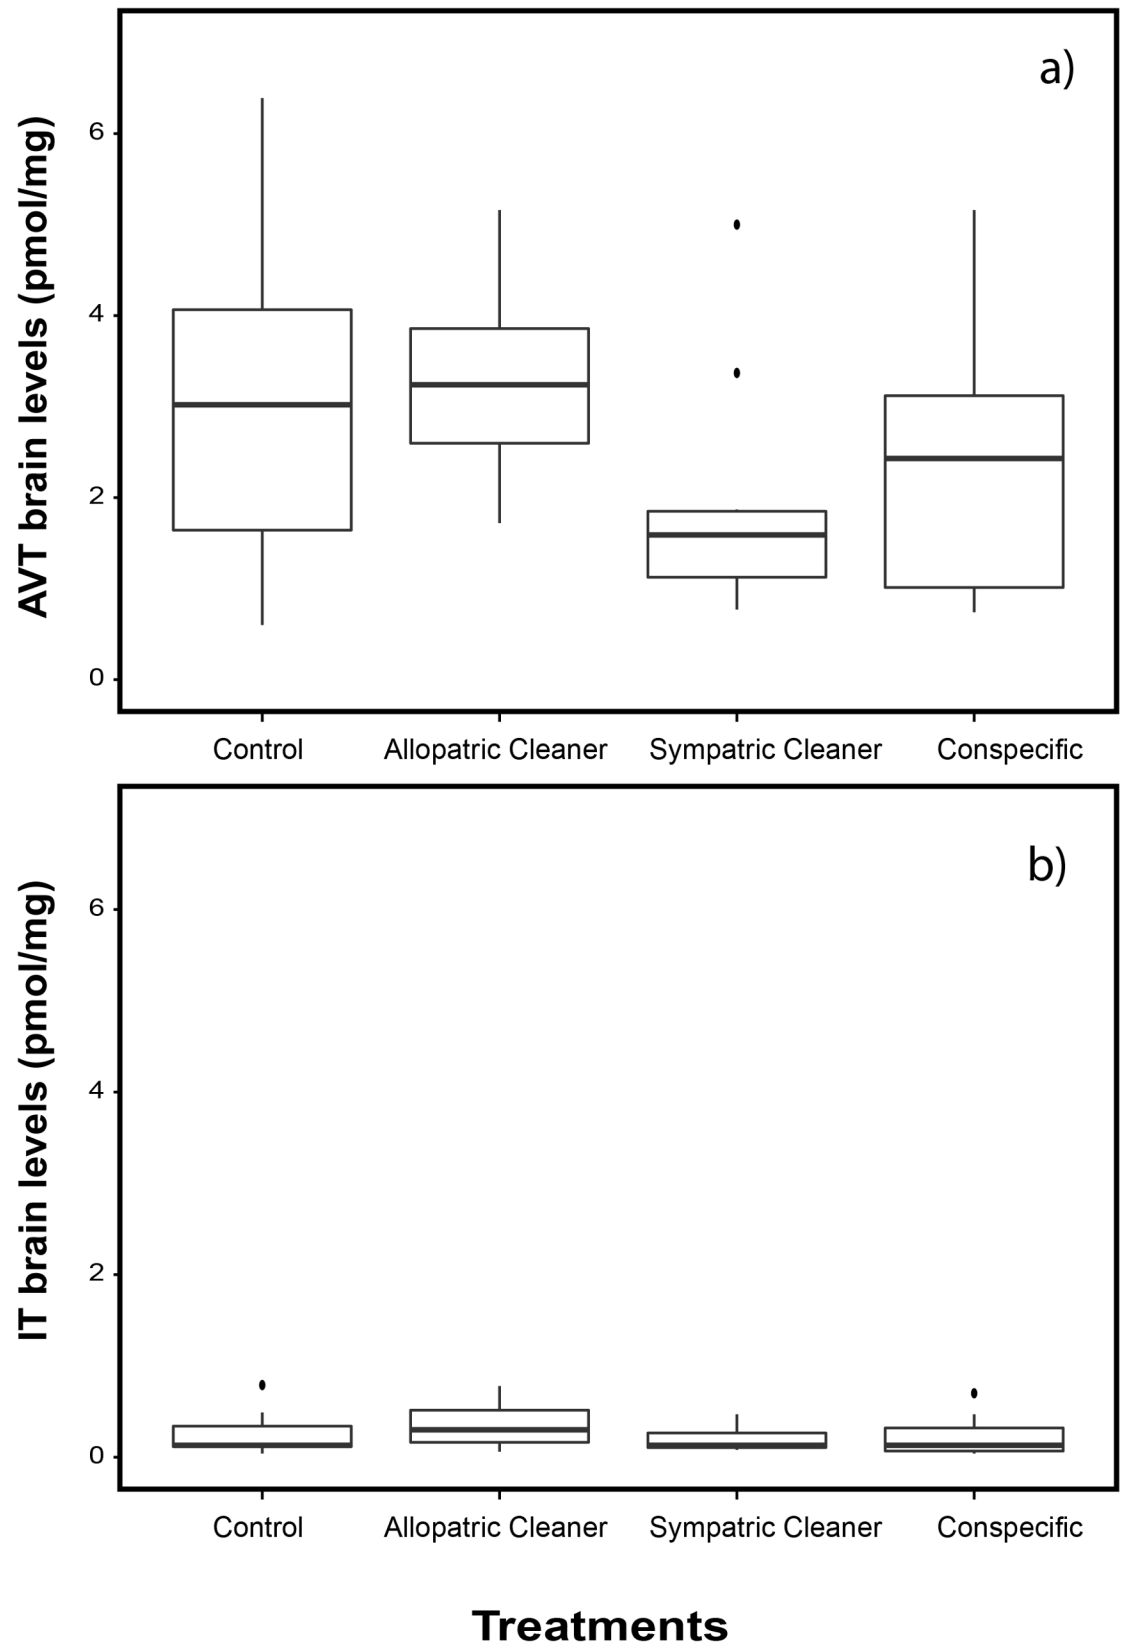 a)
AVT brain levels (pmol/mg)
6
4
2
0
Control Allopatric Cleaner Sympatric Cleaner Conspecific
b)
IT brain levels (pmol/mg)
6
4
2
0
Control Allopatric Cleaner Sympatric Cleaner Conspecific
Treatments